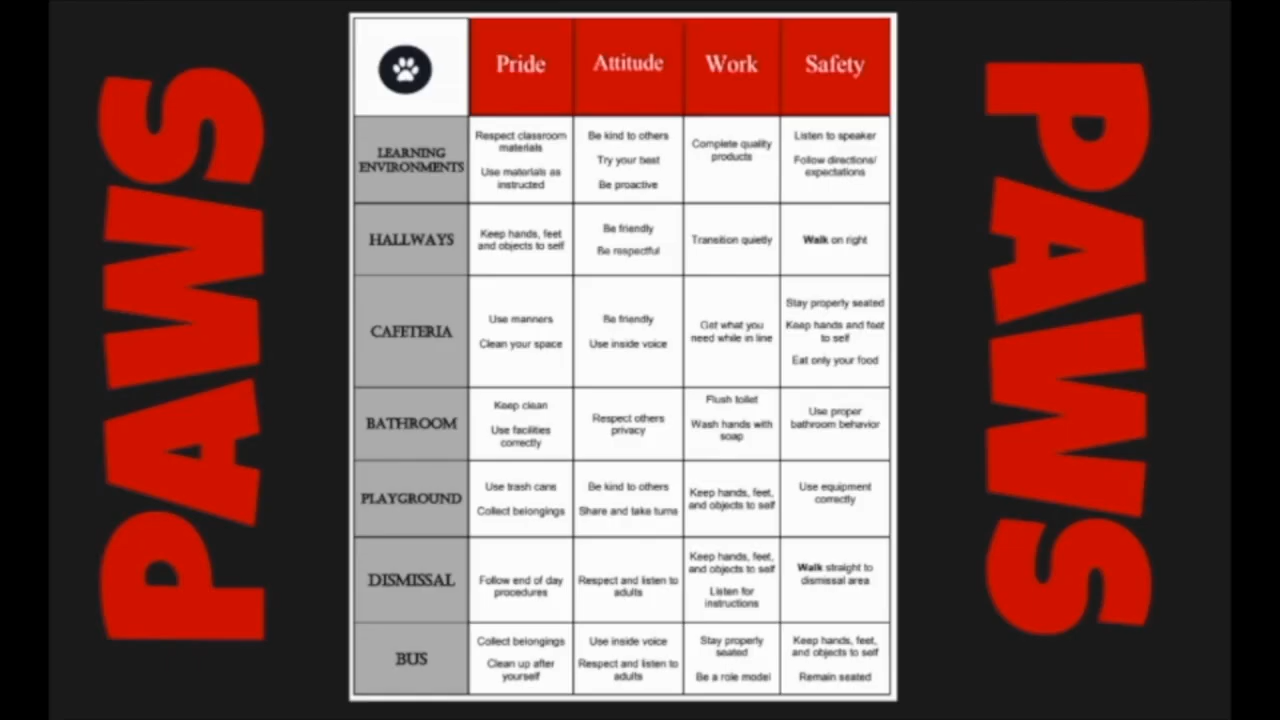 PAWS
Pride
Attitude
Work
Safety
LEARNING
ENVIRONMENTS
Respect classroom
materials
Use materials as
instructed
Be kind to others
Try your best
Be proactive
Complete quality
products
Listen to speaker
Follow directions/
expectations
HALLWAYS
Keep hands, feet
and objects to self
Be friendly
Be respectful
Transition quietly
Walk on right
CAFETERIA
Use manners
Clean your space
Be friendly
Use inside voice
Get what you
need while in line
Stay properly seated
Keep hands and feet
to self
Eat only your food
BATHROOM
Keep clean
Use facilities
correctly
Respect others
privacy
Flush toilet
Wash hands with
soap
Use proper
bathroom behavior
PLAYGROUND
Use trash cans
Collect belongings
Be kind to others
Share and take turns
Keep hands, feet,
and objects to self
Use equipment
correctly
DISMISSAL
Follow end of day
procedures
Respect and listen to
adults
Keep hands, feet,
and objects to self
Listen for
instructions
Walk straight to
dismissal area
BUS
Collect belongings
Clean up after
yourself
Use inside voice
Respect and listen to
adults
Stay properly
seated
Be a role model
Keep hands, feet,
and objects to self
Remain seated
PAWS